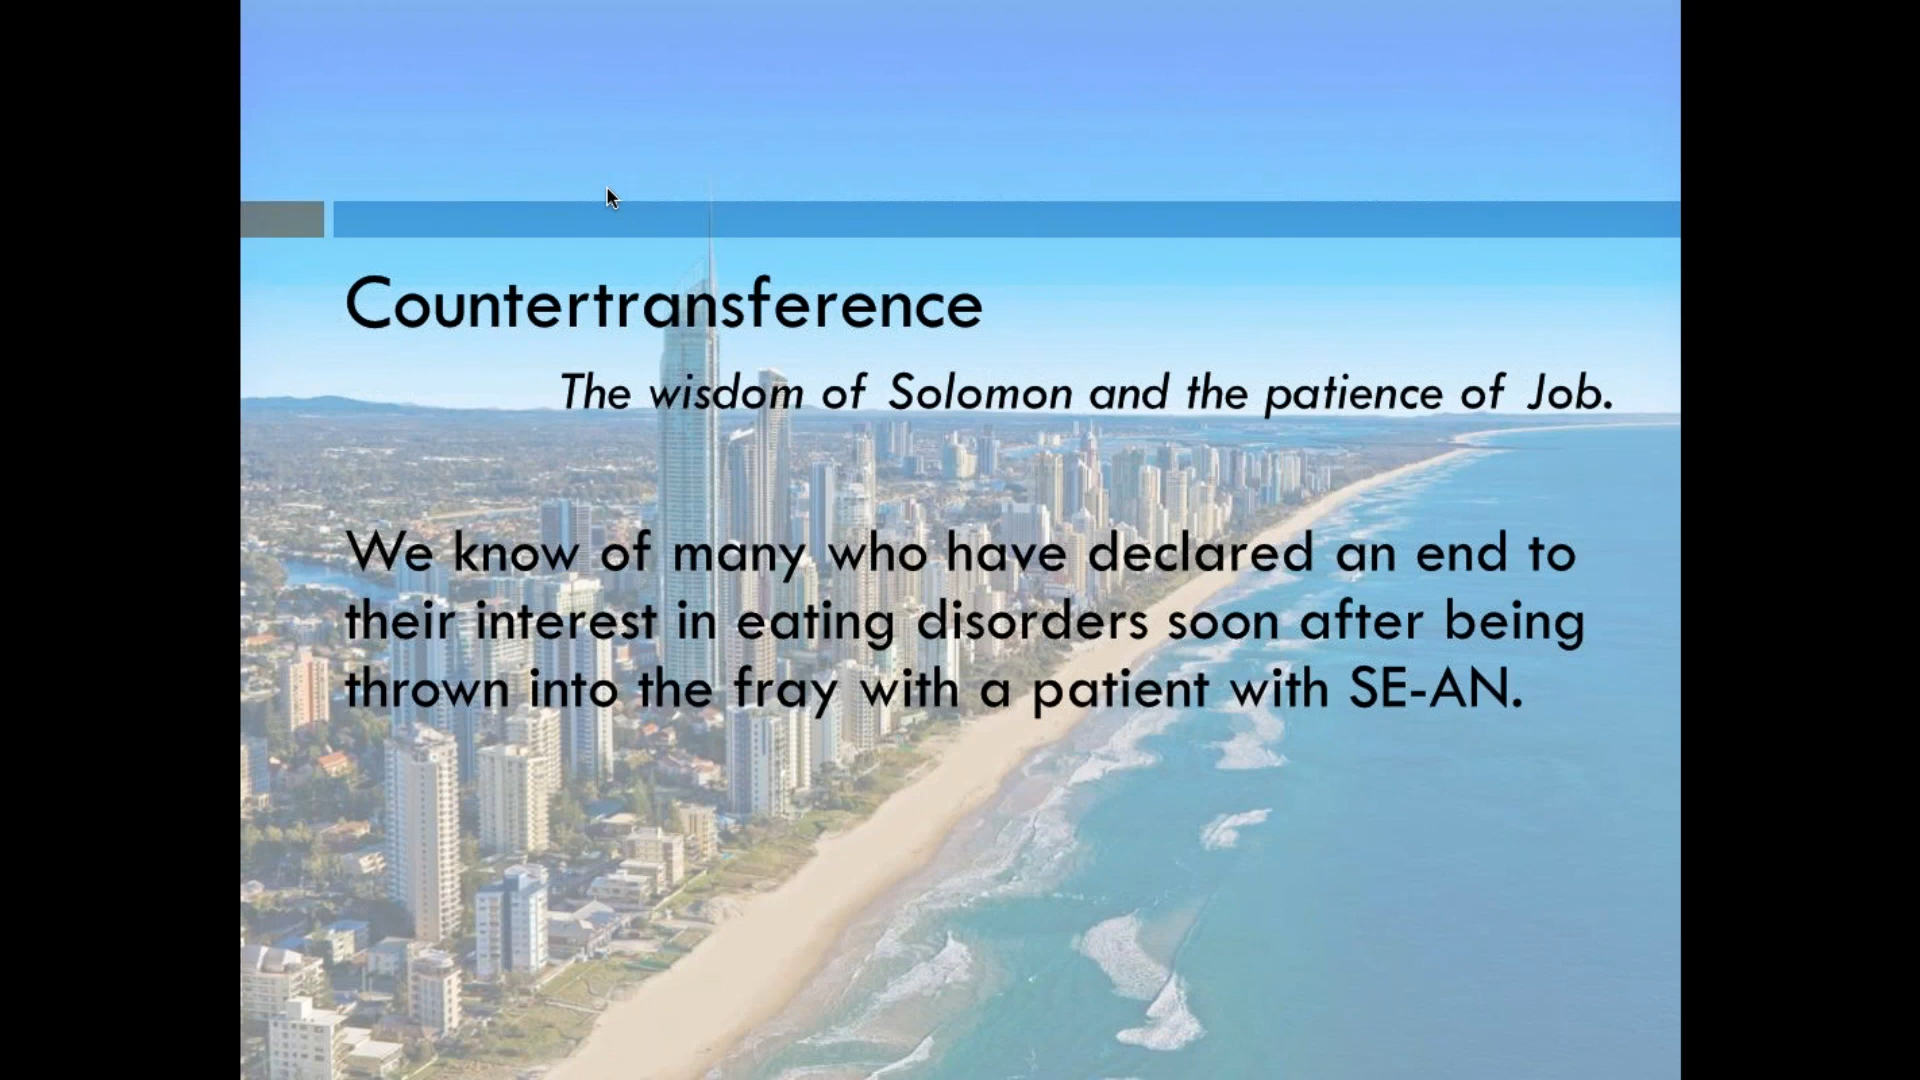 Countertransference
The wisdom of Solomon and the patience of Job.
We know of many who have declared an end to
their interest in eating disorders soon after being
thrown into the fray with a patient with SE-AN.